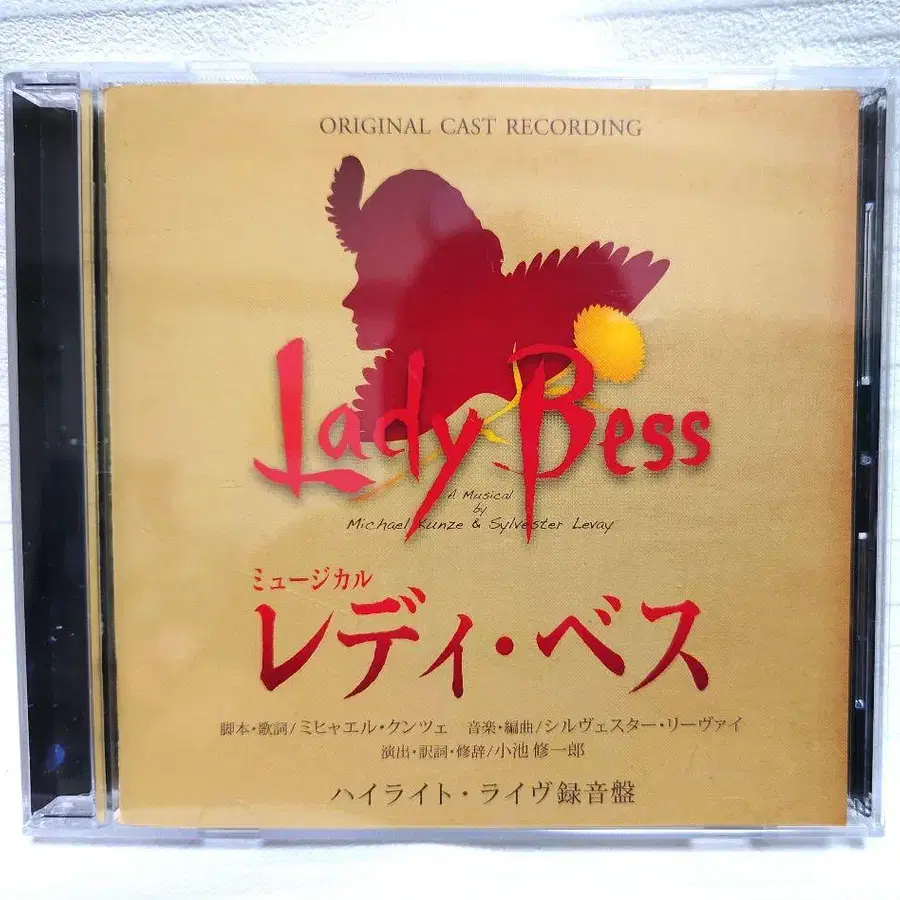 ORIGINAL CAST RECORDING
Lady Bess
A Musical
by
Michael Kunze & Sylvester Levay
ミュージカル
レディ・ベス
脚本・歌詞/ミヒャエル・クンツェ 音楽・編曲/シルヴェスター・リーヴァイ
演出・訳詞・修辞/小池 修一郎
ハイライト・ライヴ録音盤